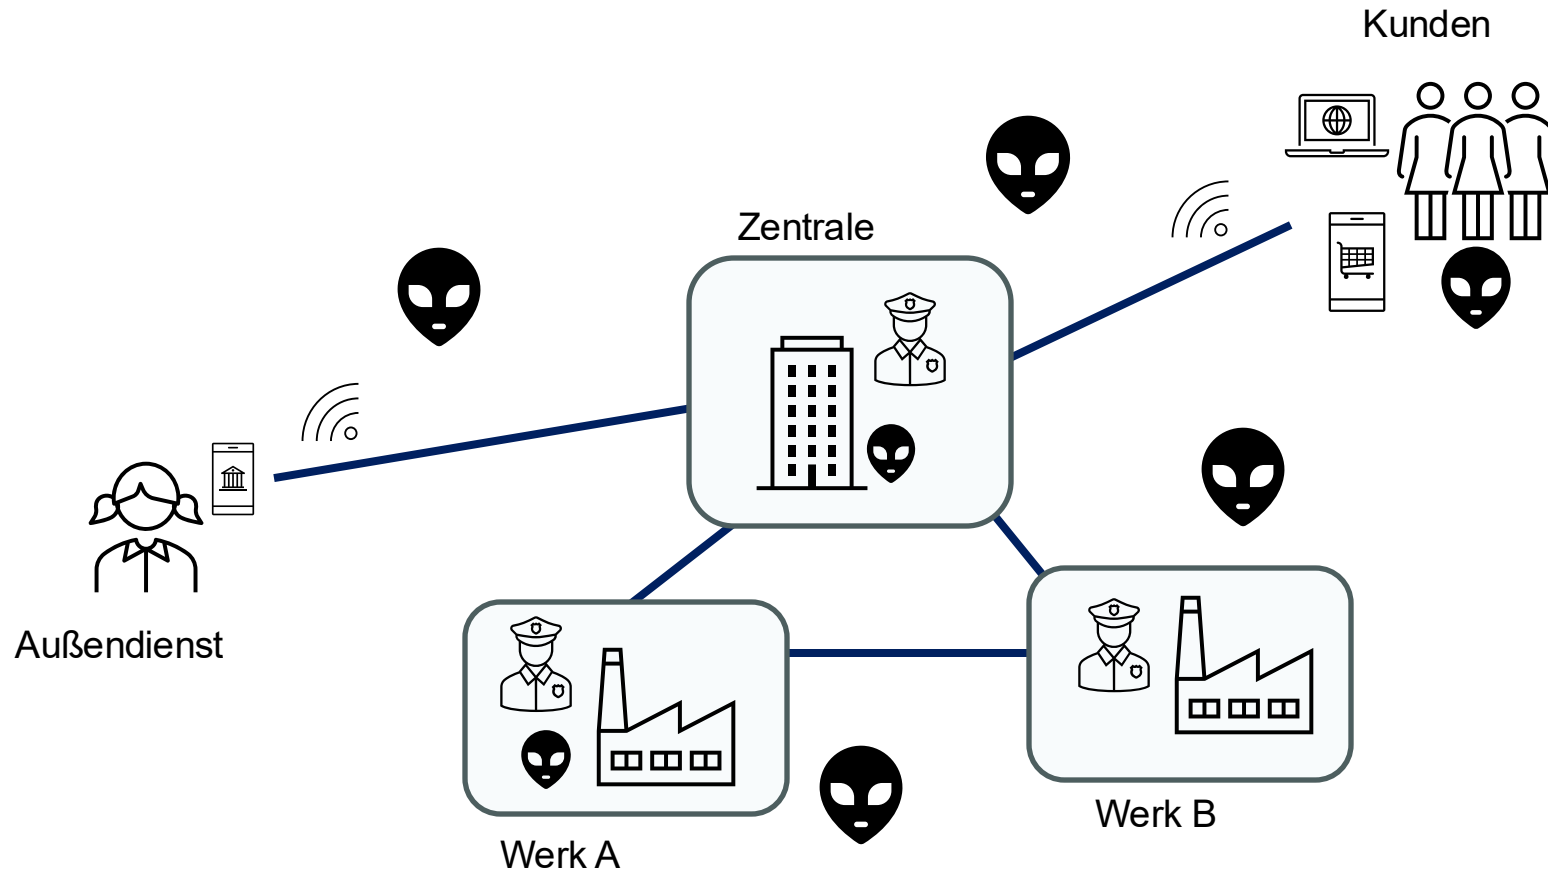 Kunden
Zentrale
Außendienst
Werk B
Werk A